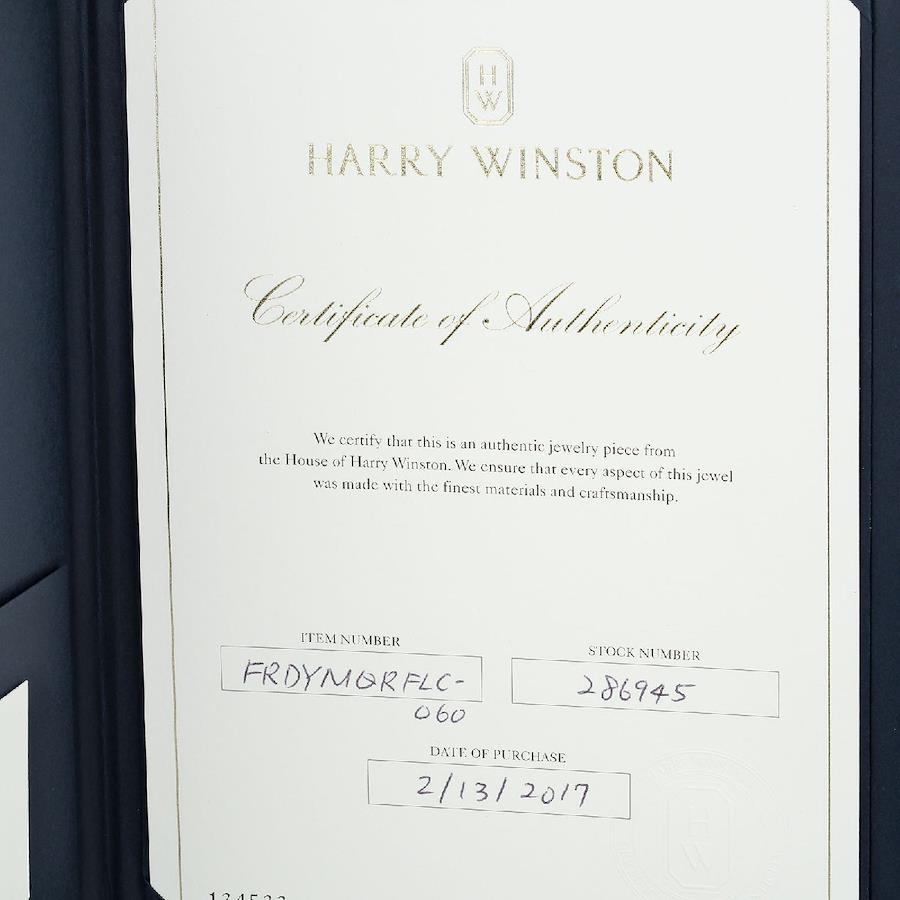 H
W
HARRY WINSTON
Certificate of Authenticity
We certify that this is an authentic jewelry piece from
the House of Harry Winston. We ensure that every aspect of this jewel
was made with the finest materials and craftsmanship.
ITEM NUMBER
FRDYMQRFLC-
060
STOCK NUMBER
286945
DATE OF PURCHASE
2/13/2017
H
W